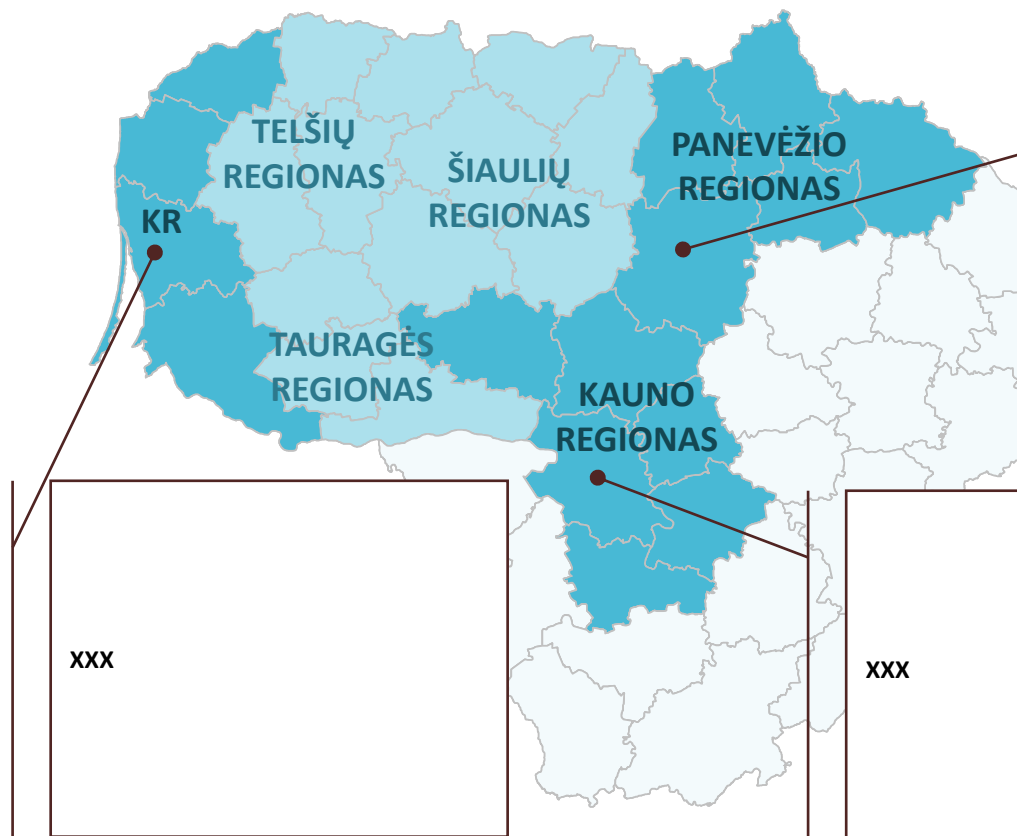 TELŠIŲ
REGIONAS
ŠIAULIŲ
REGIONAS
PANEVĖŽIO
REGIONAS
KR
TAURAGĖS
REGIONAS
KAUNO
REGIONAS
XXX
XXX